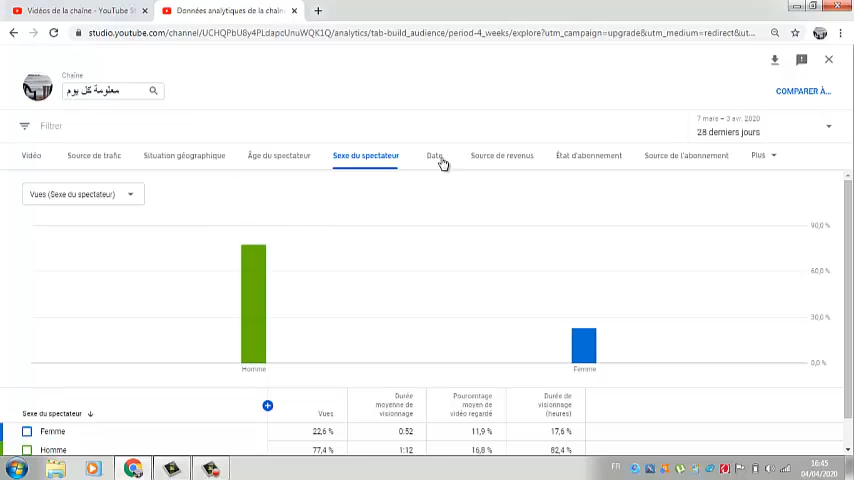 Vidéos de la chaîne - YouTube St
Données analytiques de la chaîn
studio.youtube.com/channel/UCHQPbU8y4PLdapcUnuWQK1Q/analytics/tab-build_audience/period-4_weeks/explore?utm_campaign=upgrade&utm_medium=redirect&ut...
Chaîne
معلومة كل يوم
COMPARER À...
Filtrer
7 mars – 3 avr. 2020
28 derniers jours
Vidéo Source de trafic Situation géographique Âge du spectateur Sexe du spectateur Date Source de revenus État d'abonnement Source de l'abonnement Plus
Vues (Sexe du spectateur)
90,0 %
60,0 %
30,0 %
0,0 %
Homme Femme
Sexe du spectateur Vues Durée moyenne de visionnage Pourcentage moyen de vidéo regardé Durée de visionnage (heures)
Femme 22,6 % 0:52 11,9 % 17,6 %
Homme 77,4 % 1:12 16,8 % 82,4 %
FR
16:45
04/04/2020